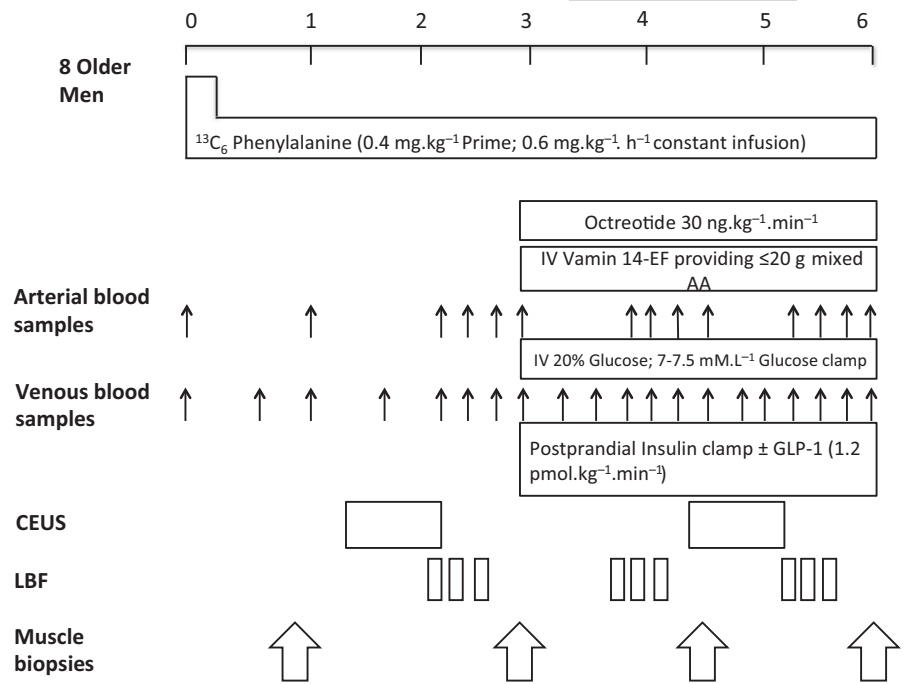 0 1 2 3 4 5 6
8 Older
Men
¹³C₆ Phenylalanine (0.4 mg.kg⁻¹ Prime; 0.6 mg.kg⁻¹. h⁻¹ constant infusion)
Octreotide 30 ng.kg⁻¹.min⁻¹
IV Vamin 14-EF providing ≤20 g mixed
AA
Arterial blood
samples
IV 20% Glucose; 7-7.5 mM.L⁻¹ Glucose clamp
Venous blood
samples
Postprandial Insulin clamp ± GLP-1 (1.2
pmol.kg⁻¹.min⁻¹)
CEUS
LBF
Muscle
biopsies